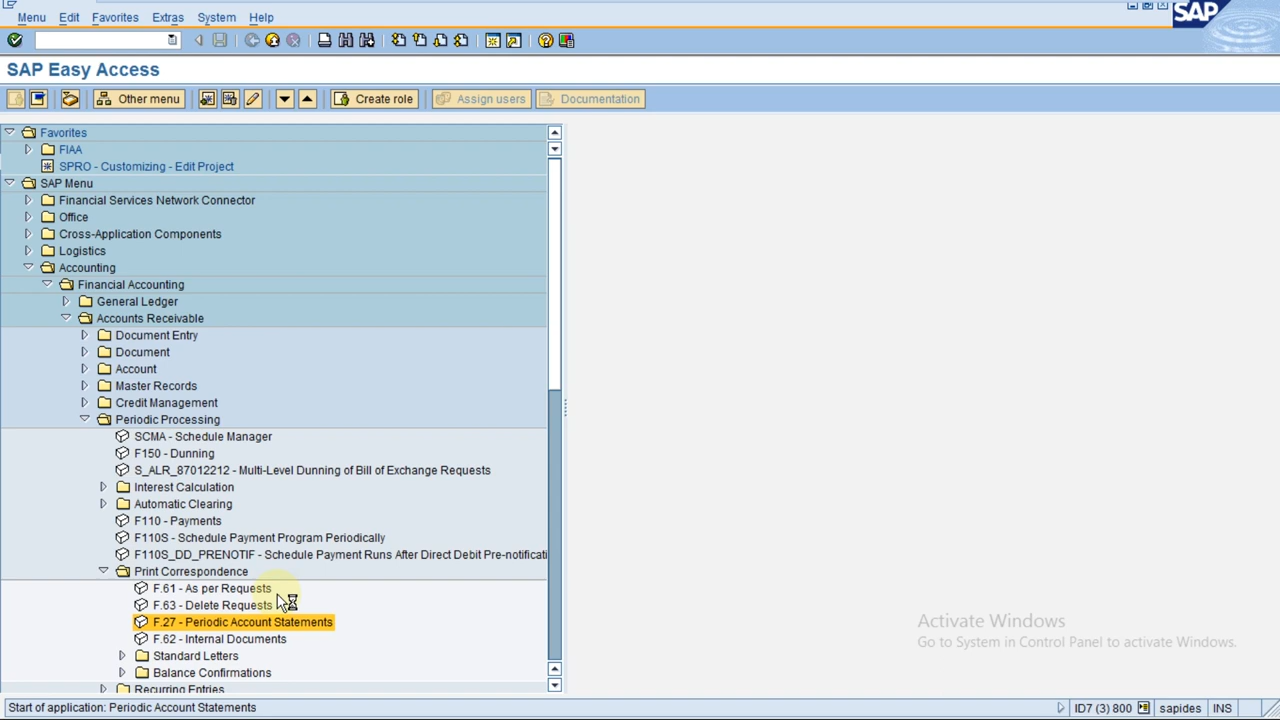 Menu Edit Favorites Extras System Help
SAP
SAP Easy Access
Other menu Create role Assign users Documentation
Favorites
FIAA
SPRO - Customizing - Edit Project
SAP Menu
Financial Services Network Connector
Office
Cross-Application Components
Logistics
Accounting
Financial Accounting
General Ledger
Accounts Receivable
Document Entry
Document
Account
Master Records
Credit Management
Periodic Processing
SCMA - Schedule Manager
F150 - Dunning
S_ALR_87012212 - Multi-Level Dunning of Bill of Exchange Requests
Interest Calculation
Automatic Clearing
F110 - Payments
F110S - Schedule Payment Program Periodically
F110S_DD_PRENOTIF - Schedule Payment Runs After Direct Debit Pre-notificati
Print Correspondence
F.61 - As per Requests
F.63 - Delete Requests
F.27 - Periodic Account Statements
F.62 - Internal Documents
Standard Letters
Balance Confirmations
Recurring Entries
Activate Windows
Go to System in Control Panel to activate Windows.
Start of application: Periodic Account Statements
ID7 (3) 800 sapides INS